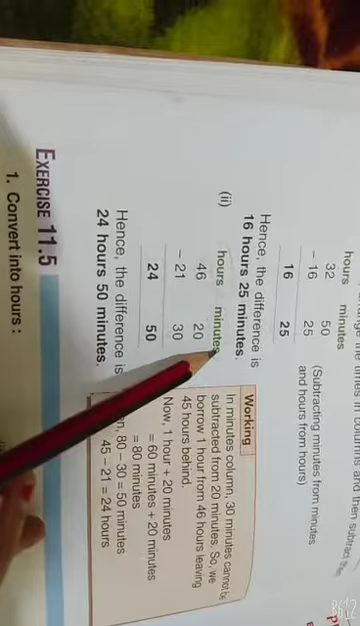 and then subtract
hours minutes
32 50
– 16 25
16 25
(Subtracting minutes from minutes
and hours from hours)
Hence, the difference is
16 hours 25 minutes.
(ii)
hours minutes
46 20
– 21 30
24 50
Hence, the difference is
24 hours 50 minutes.
Working
In minutes column, 30 minutes cannot be
subtracted from 20 minutes. So, we
borrow 1 hour from 46 hours leaving
45 hours behind.
Now, 1 hour + 20 minutes
= 60 minutes + 20 minutes
= 80 minutes
80 – 30 = 50 minutes
45 – 21 = 24 hours
EXERCISE 11.5
1. Convert into hours :